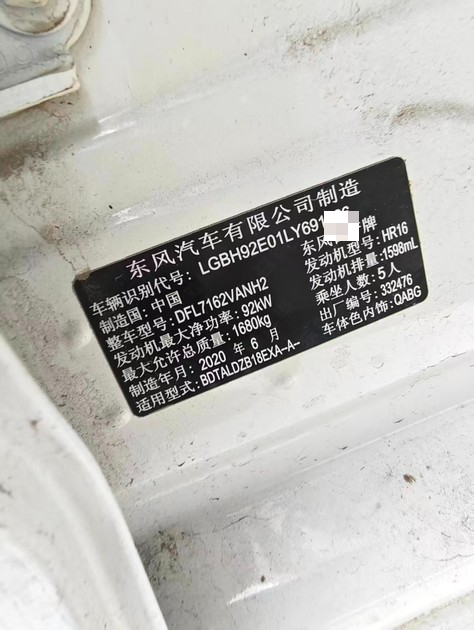 东风汽车有限公司制造
车辆识别代号: LGBH92E01LY691
制造国: 中国 东风 牌
整车型号: DFL7162VANH2 发动机型号: HR16
发动机最大净功率: 92kW 发动机排量: 1598mL
最大允许总质量: 1680kg 乘坐人数: 5人
制造年月: 2020 年 6 月 出厂编号: 332476
适用型式: BDTALDZB18EXA-A- 车体色内饰: QABG